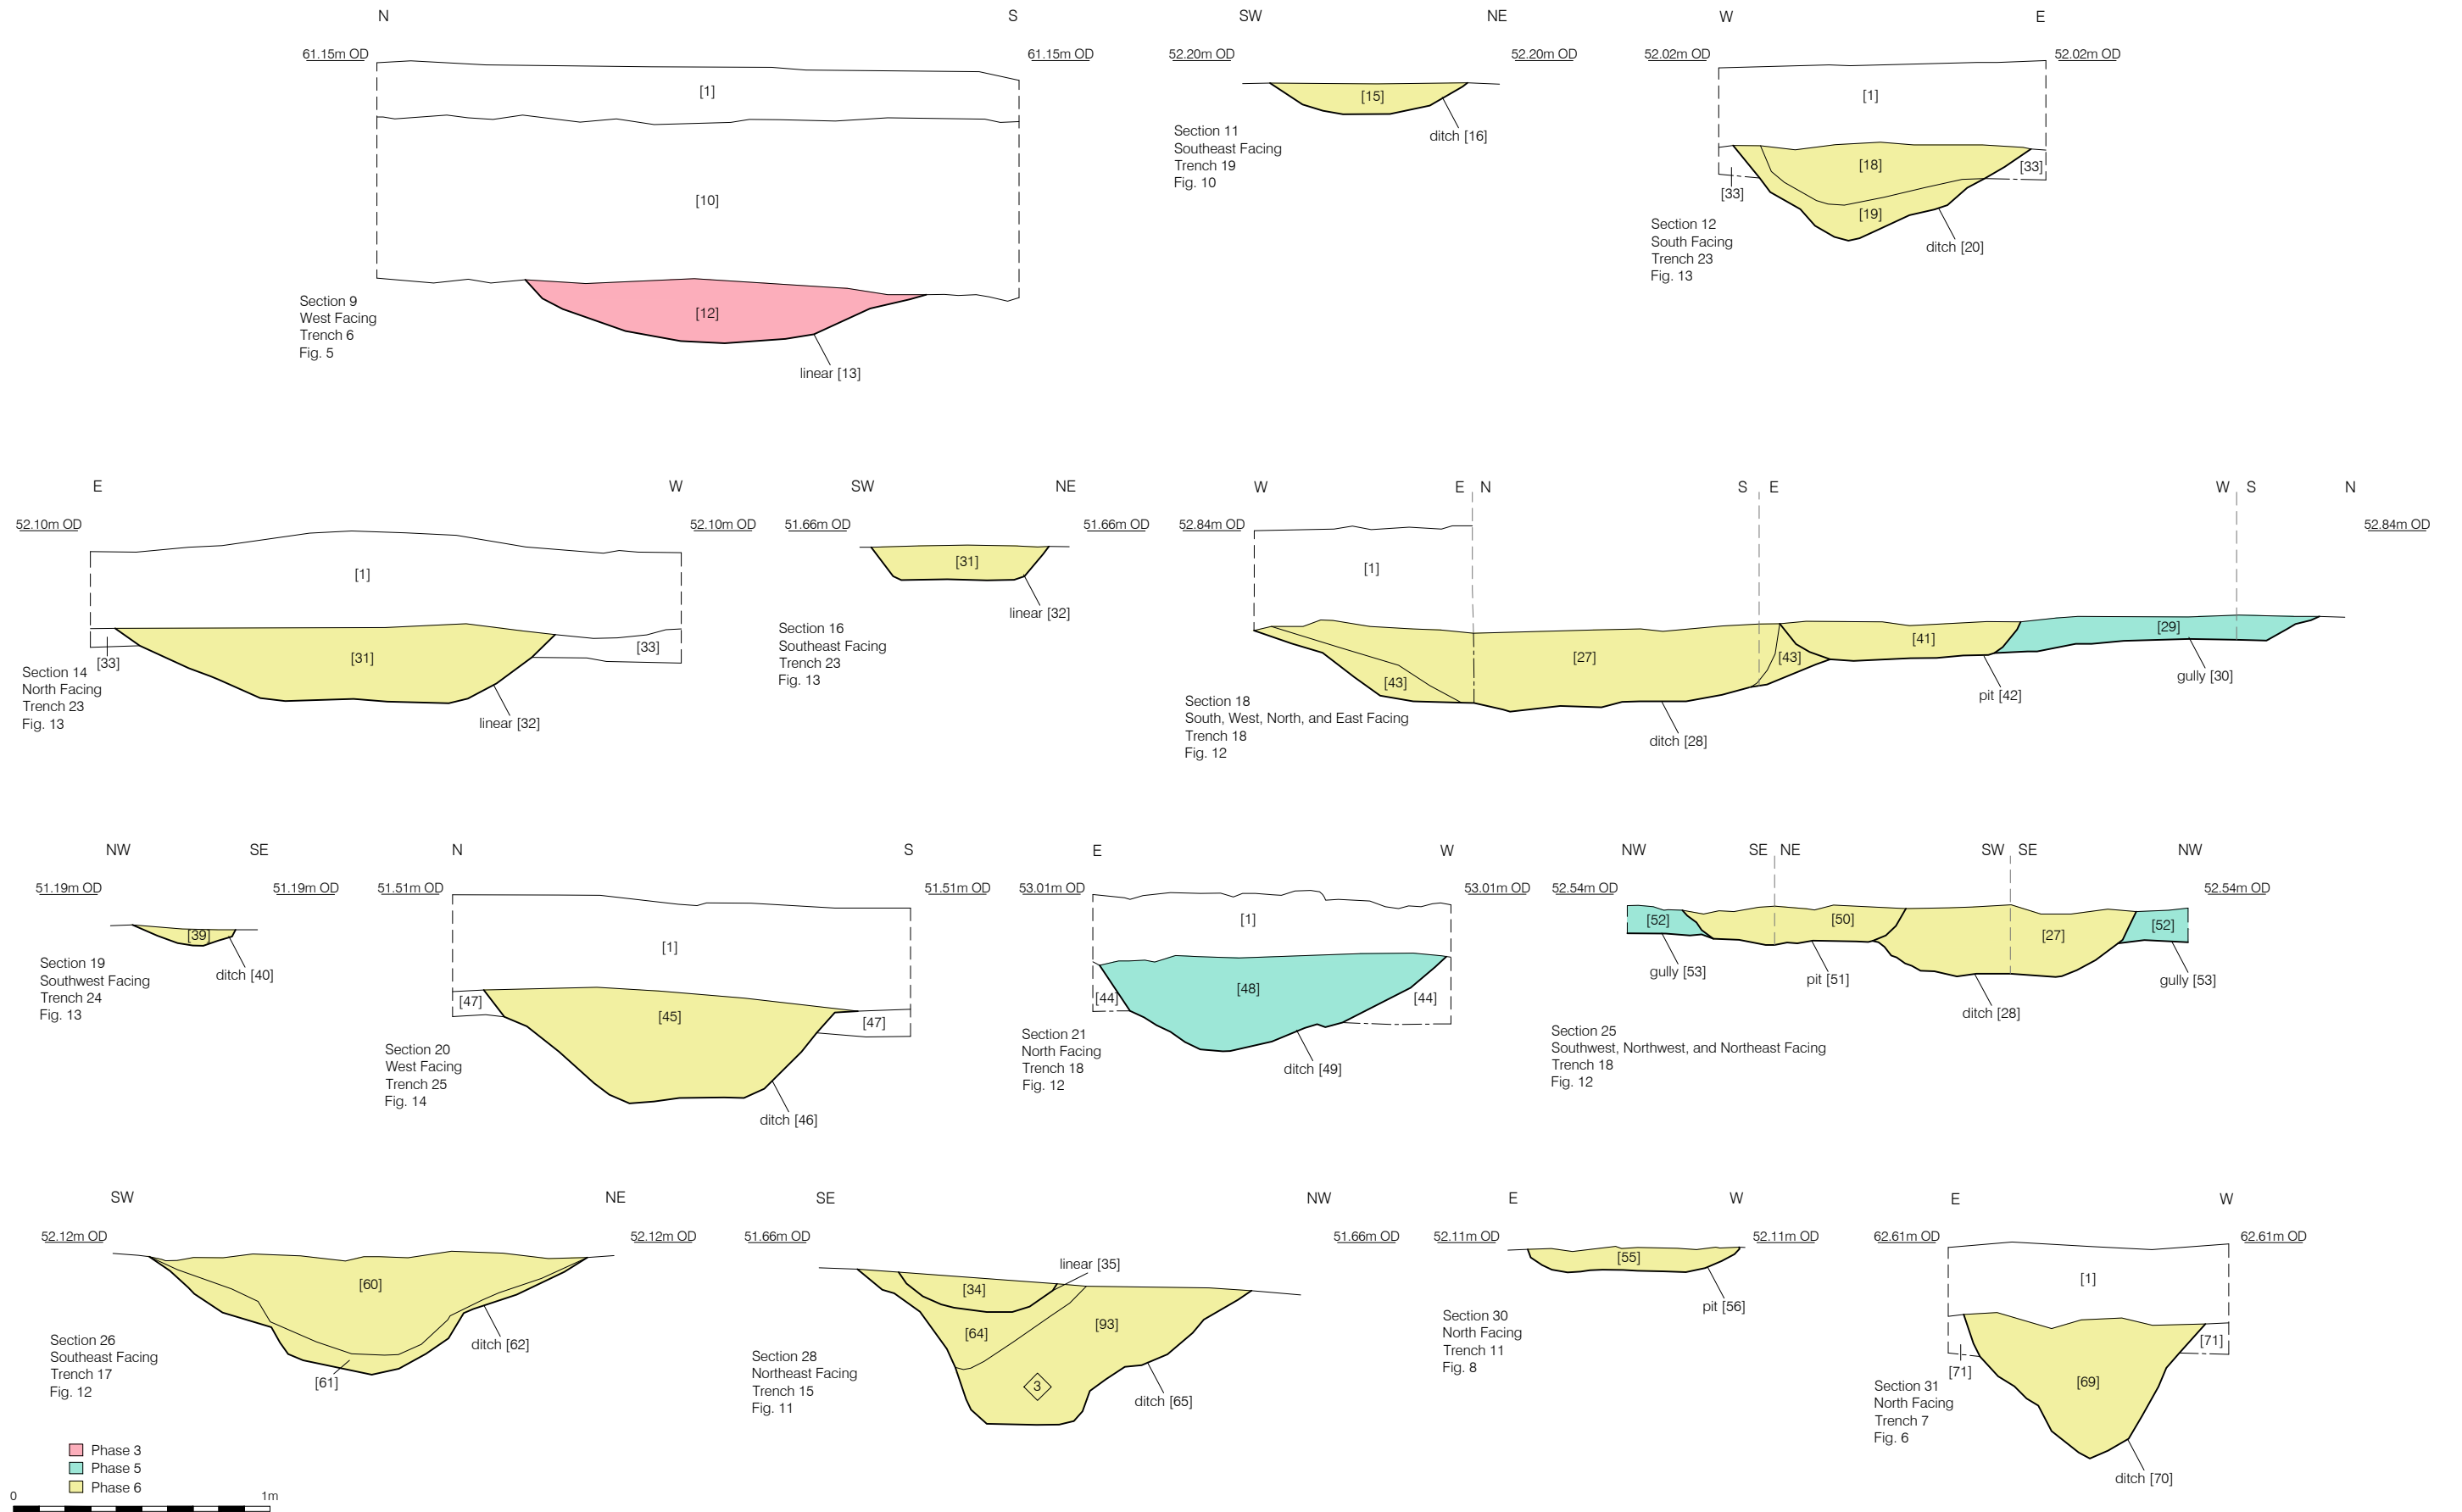 N S
61.15m OD 61.15m OD
[1]
[10]
[12]
linear [13]
Section 9
West Facing
Trench 6
Fig. 5
SW NE
52.20m OD 52.20m OD
[15]
ditch [16]
Section 11
Southeast Facing
Trench 19
Fig. 10
W E
52.02m OD 52.02m OD
[1]
[18]
[33] [33]
[19]
ditch [20]
Section 12
South Facing
Trench 23
Fig. 13
E W
52.10m OD 52.10m OD
[1]
[33] [31] [33]
linear [32]
Section 14
North Facing
Trench 23
Fig. 13
SW NE
51.66m OD 51.66m OD
[31]
linear [32]
Section 16
Southeast Facing
Trench 23
Fig. 13
W E N S E W S N
52.84m OD 52.84m OD
[1]
[43] [27] [43] [41] [29]
ditch [28] pit [42] gully [30]
Section 18
South, West, North, and East Facing
Trench 18
Fig. 12
NW SE
51.19m OD 51.19m OD
[39]
ditch [40]
Section 19
Southwest Facing
Trench 24
Fig. 13
N S
51.51m OD 51.51m OD
[1]
[47] [45] [47]
ditch [46]
Section 20
West Facing
Trench 25
Fig. 14
E W
53.01m OD 53.01m OD
[1]
[44] [48] [44]
ditch [49]
Section 21
North Facing
Trench 18
Fig. 12
NW SE NE SW SE NW
52.54m OD 52.54m OD
[52] [50] [27] [52]
gully [53] pit [51] ditch [28] gully [53]
Section 25
Southwest, Northwest, and Northeast Facing
Trench 18
Fig. 12
SW NE
52.12m OD 52.12m OD
[60]
[61]
ditch [62]
Section 26
Southeast Facing
Trench 17
Fig. 12
SE NW
51.66m OD 51.66m OD
linear [35]
[34]
[64] [93]
3
ditch [65]
Section 28
Northeast Facing
Trench 15
Fig. 11
E W
52.11m OD 52.11m OD
[55]
pit [56]
Section 30
North Facing
Trench 11
Fig. 8
E W
62.61m OD 62.61m OD
[1]
[71] [71]
[69]
ditch [70]
Section 31
North Facing
Trench 7
Fig. 6
Phase 3
Phase 5
Phase 6
0 1m